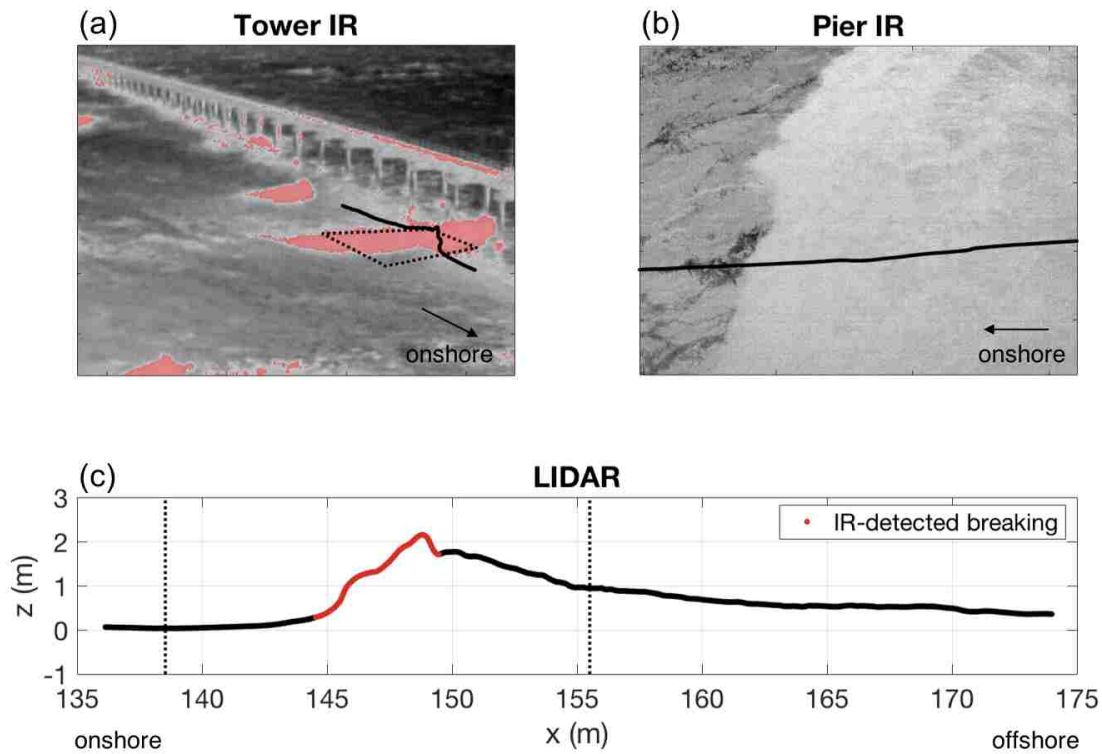 (a) Tower IR
(b) Pier IR
onshore
onshore
(c) LIDAR
3
2
1
0
-1
z (m)
IR-detected breaking
135 140 145 150 155 160 165 170 175
onshore x (m) offshore